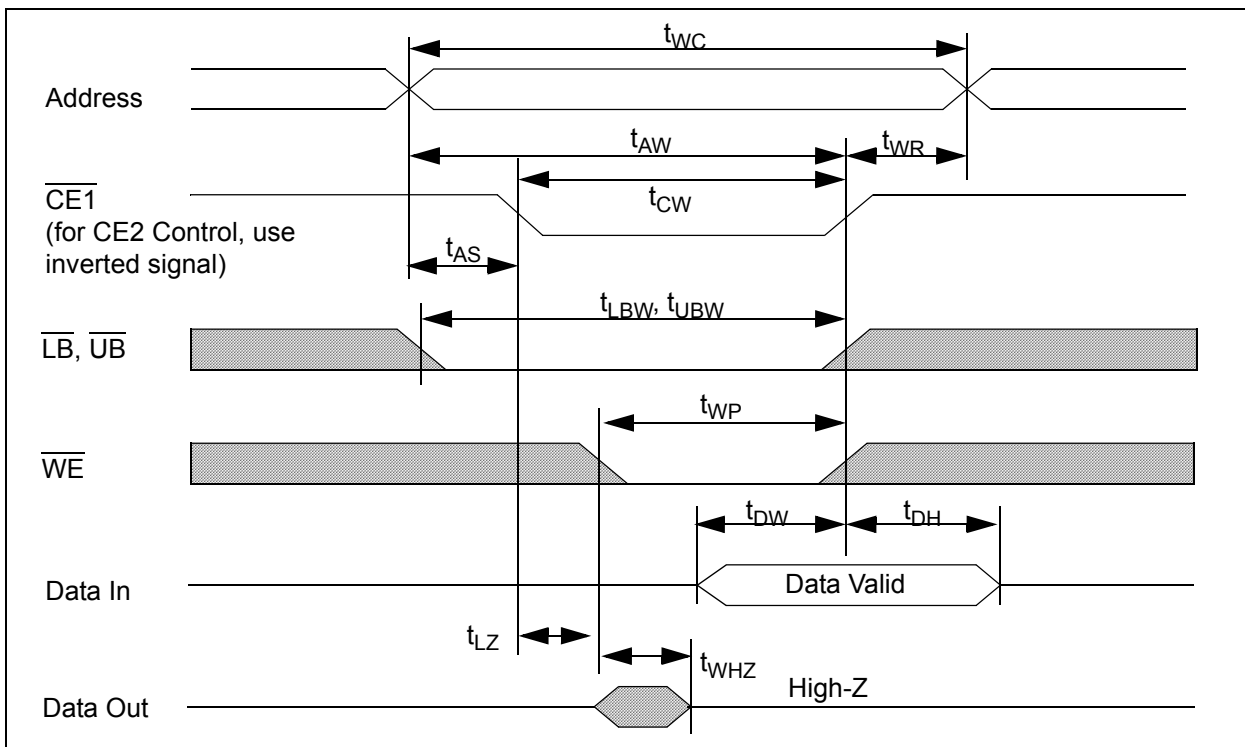 tWC
Address
tAW
tWR
CE1
(for CE2 Control, use
inverted signal)
tCW
tAS
tLBW, tUBW
LB, UB
tWP
WE
tDW
tDH
Data In
Data Valid
tLZ
tWHZ
High-Z
Data Out